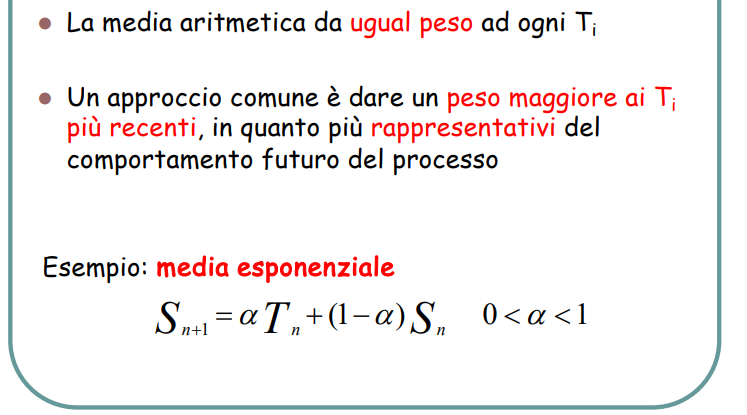 La media aritmetica da ugual peso ad ogni Tᵢ
Un approccio comune è dare un peso maggiore ai Tᵢ
più recenti, in quanto più rappresentativi del
comportamento futuro del processo
Esempio: media esponenziale
Sₙ₊₁ = αTₙ + (1 − α)Sₙ 0 < α < 1